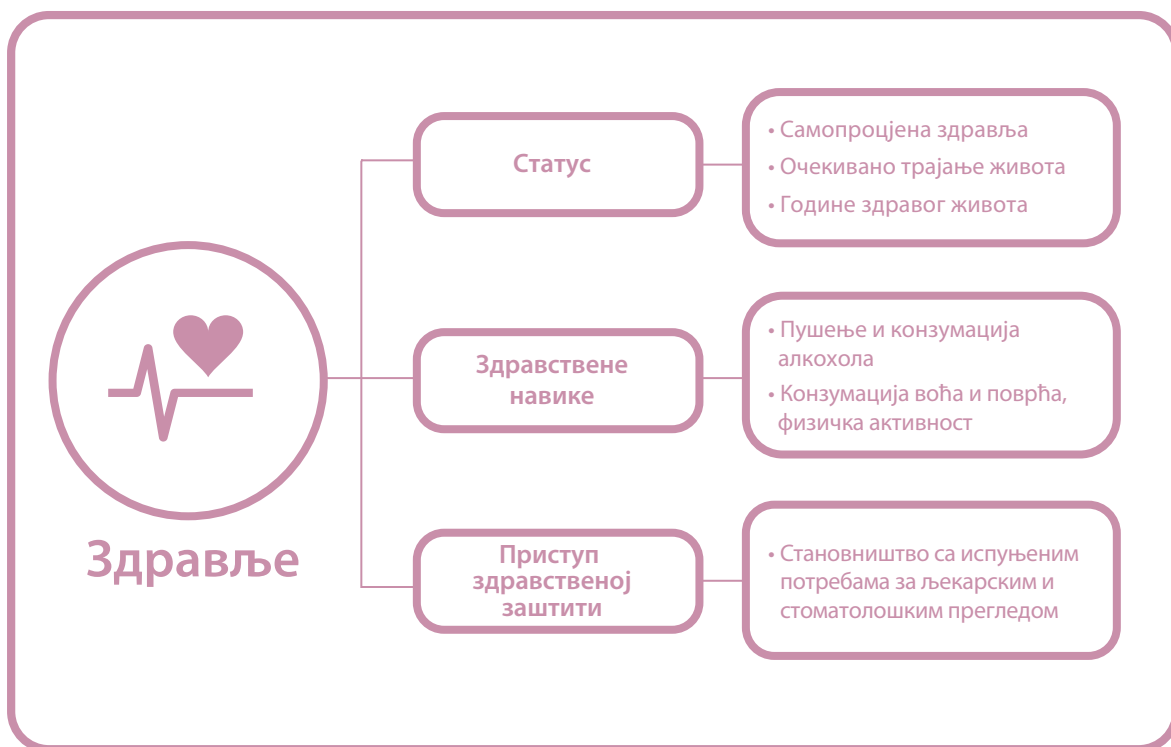 Здравље
Статус
• Самопроцјена здравља
• Очекивано трајање живота
• Године здравог живота
Здравствене
навике
• Пушење и конзумација
алкохола
• Конзумација воћа и поврћа,
физичка активност
Приступ
здравственој
заштити
• Становништво са испуњеним
потребама за љекарским и
стоматолошким прегледом